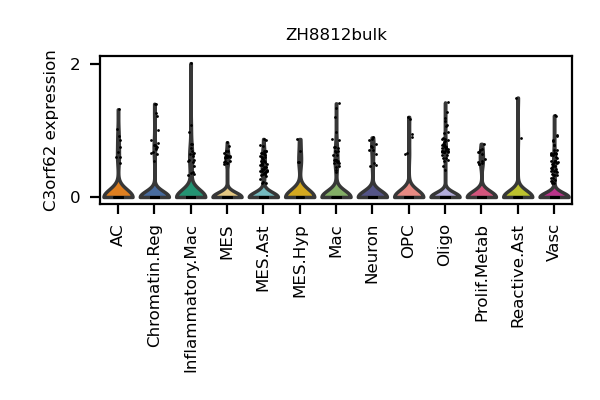 ZH8812bulk
C3orf62 expression
2
0
AC
Chromatin.Reg
Inflammatory.Mac
MES
MES.Ast
MES.Hyp
Mac
Neuron
OPC
Oligo
Prolif.Metab
Reactive.Ast
Vasc